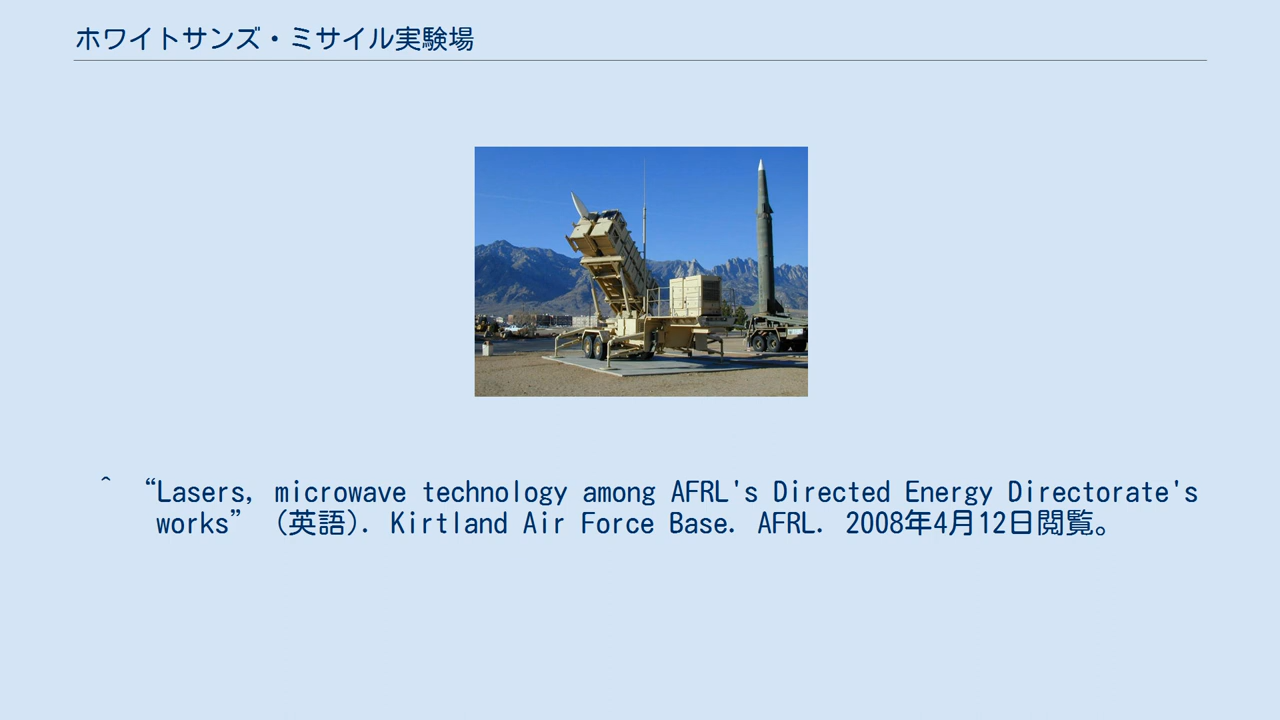 ホワイトサンズ・ミサイル実験場
^ “Lasers, microwave technology among AFRL's Directed Energy Directorate's
works” (英語). Kirtland Air Force Base. AFRL. 2008年4月12日閲覧。